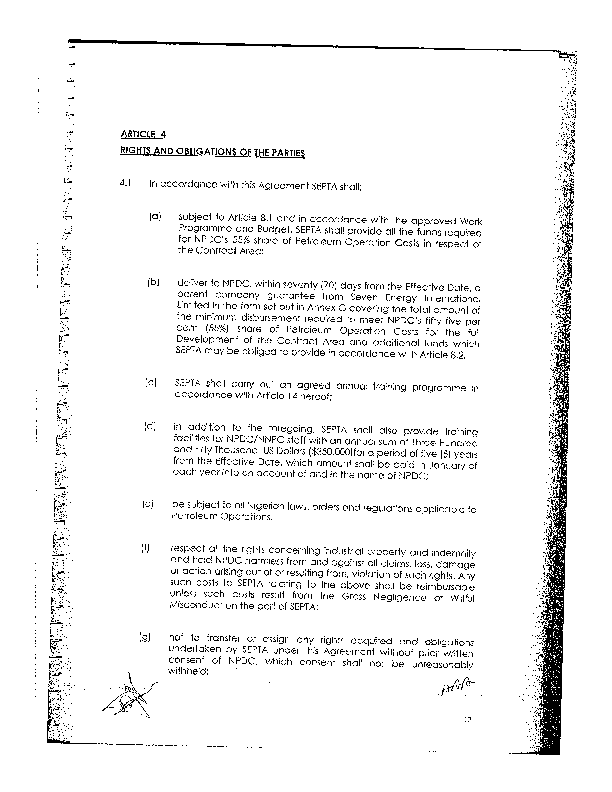 ARTICLE 4
RIGHTS AND OBLIGATIONS OF THE PARTIES
4.1 In accordance with this Agreement SEPTA shall;
(a) subject to Article 8.1 and in accordance with the approved Work
Programme and Budget, SEPTA shall provide all the funds required
for NPDC's 55% share of Petroleum Operation Costs in respect of
the Contract Area;
(b) deliver to NPDC, within seventy (70) days from the Effective Date, a
parent company guarantee from Seven Energy International
Limited in the form set out in Annex G covering the total amount of
the minimum disbursement required to meet NPDC's fifty five per
cent (55%) share of Petroleum Operation Costs for the full
Development of the Contract Area and additional funds which
SEPTA may be obliged to provide in accordance with Article 8.2.
(c) SEPTA shall carry out an agreed annual training programme in
accordance with Article 14 hereof;
(d) in addition to the foregoing, SEPTA shall also provide training
facilities for NPDC/NNPC staff with an annual sum of Three Hundred
and Fifty Thousand US Dollars ($350,000) for a period of five (5) years
from the Effective Date, which amount shall be paid in January of
each year into an account of and in the name of NPDC;
(e) be subject to all Nigerian laws, orders and regulations applicable to
Petroleum Operations.
(f) respect all the rights concerning industrial property and indemnify
and hold NPDC harmless from and against all claims, loss, damage
or action arising out of or resulting from, violation of such rights. Any
such costs to SEPTA relating to the above shall be reimbursable
unless such costs result from the Gross Negligence or Wilful
Misconduct on the part of SEPTA;
(g) not to transfer or assign any rights acquired and obligations
undertaken by SEPTA under this Agreement without prior written
consent of NPDC, which consent shall not be unreasonably
withheld;